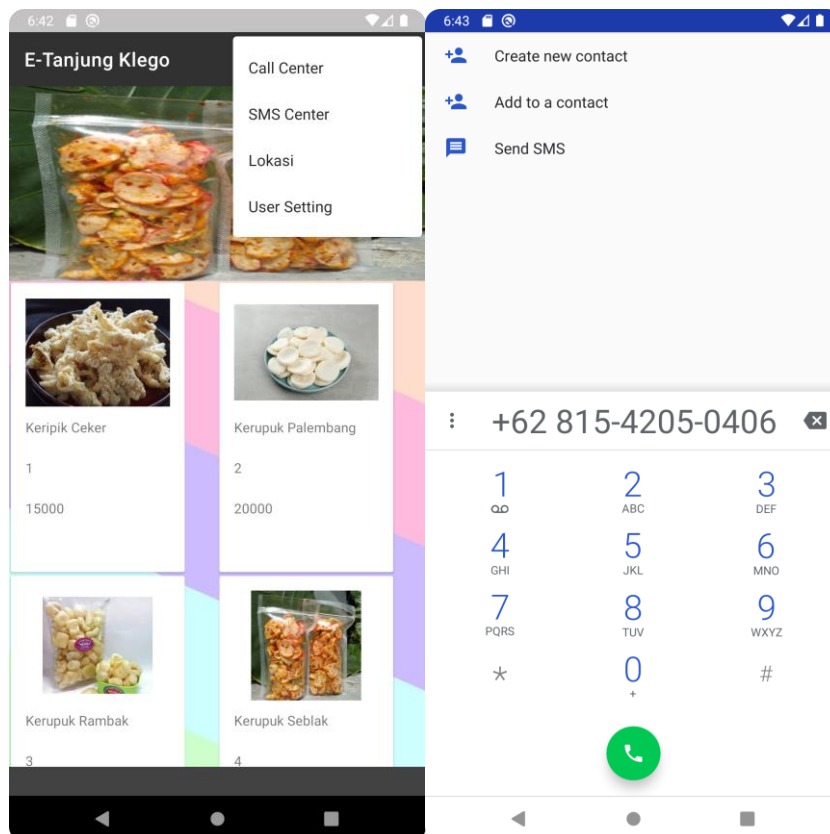 6:42
E-Tanjung Klego
Call Center
SMS Center
Lokasi
User Setting
Keripik Ceker
1
15000
Kerupuk Palembang
2
20000
Kerupuk Rambak
3
Kerupuk Seblak
4
6:43
Create new contact
Add to a contact
Send SMS
+62 815-4205-0406
1
2
ABC
3
DEF
4
GHI
5
JKL
6
MNO
7
PQRS
8
TUV
9
WXYZ
*
0
+
#